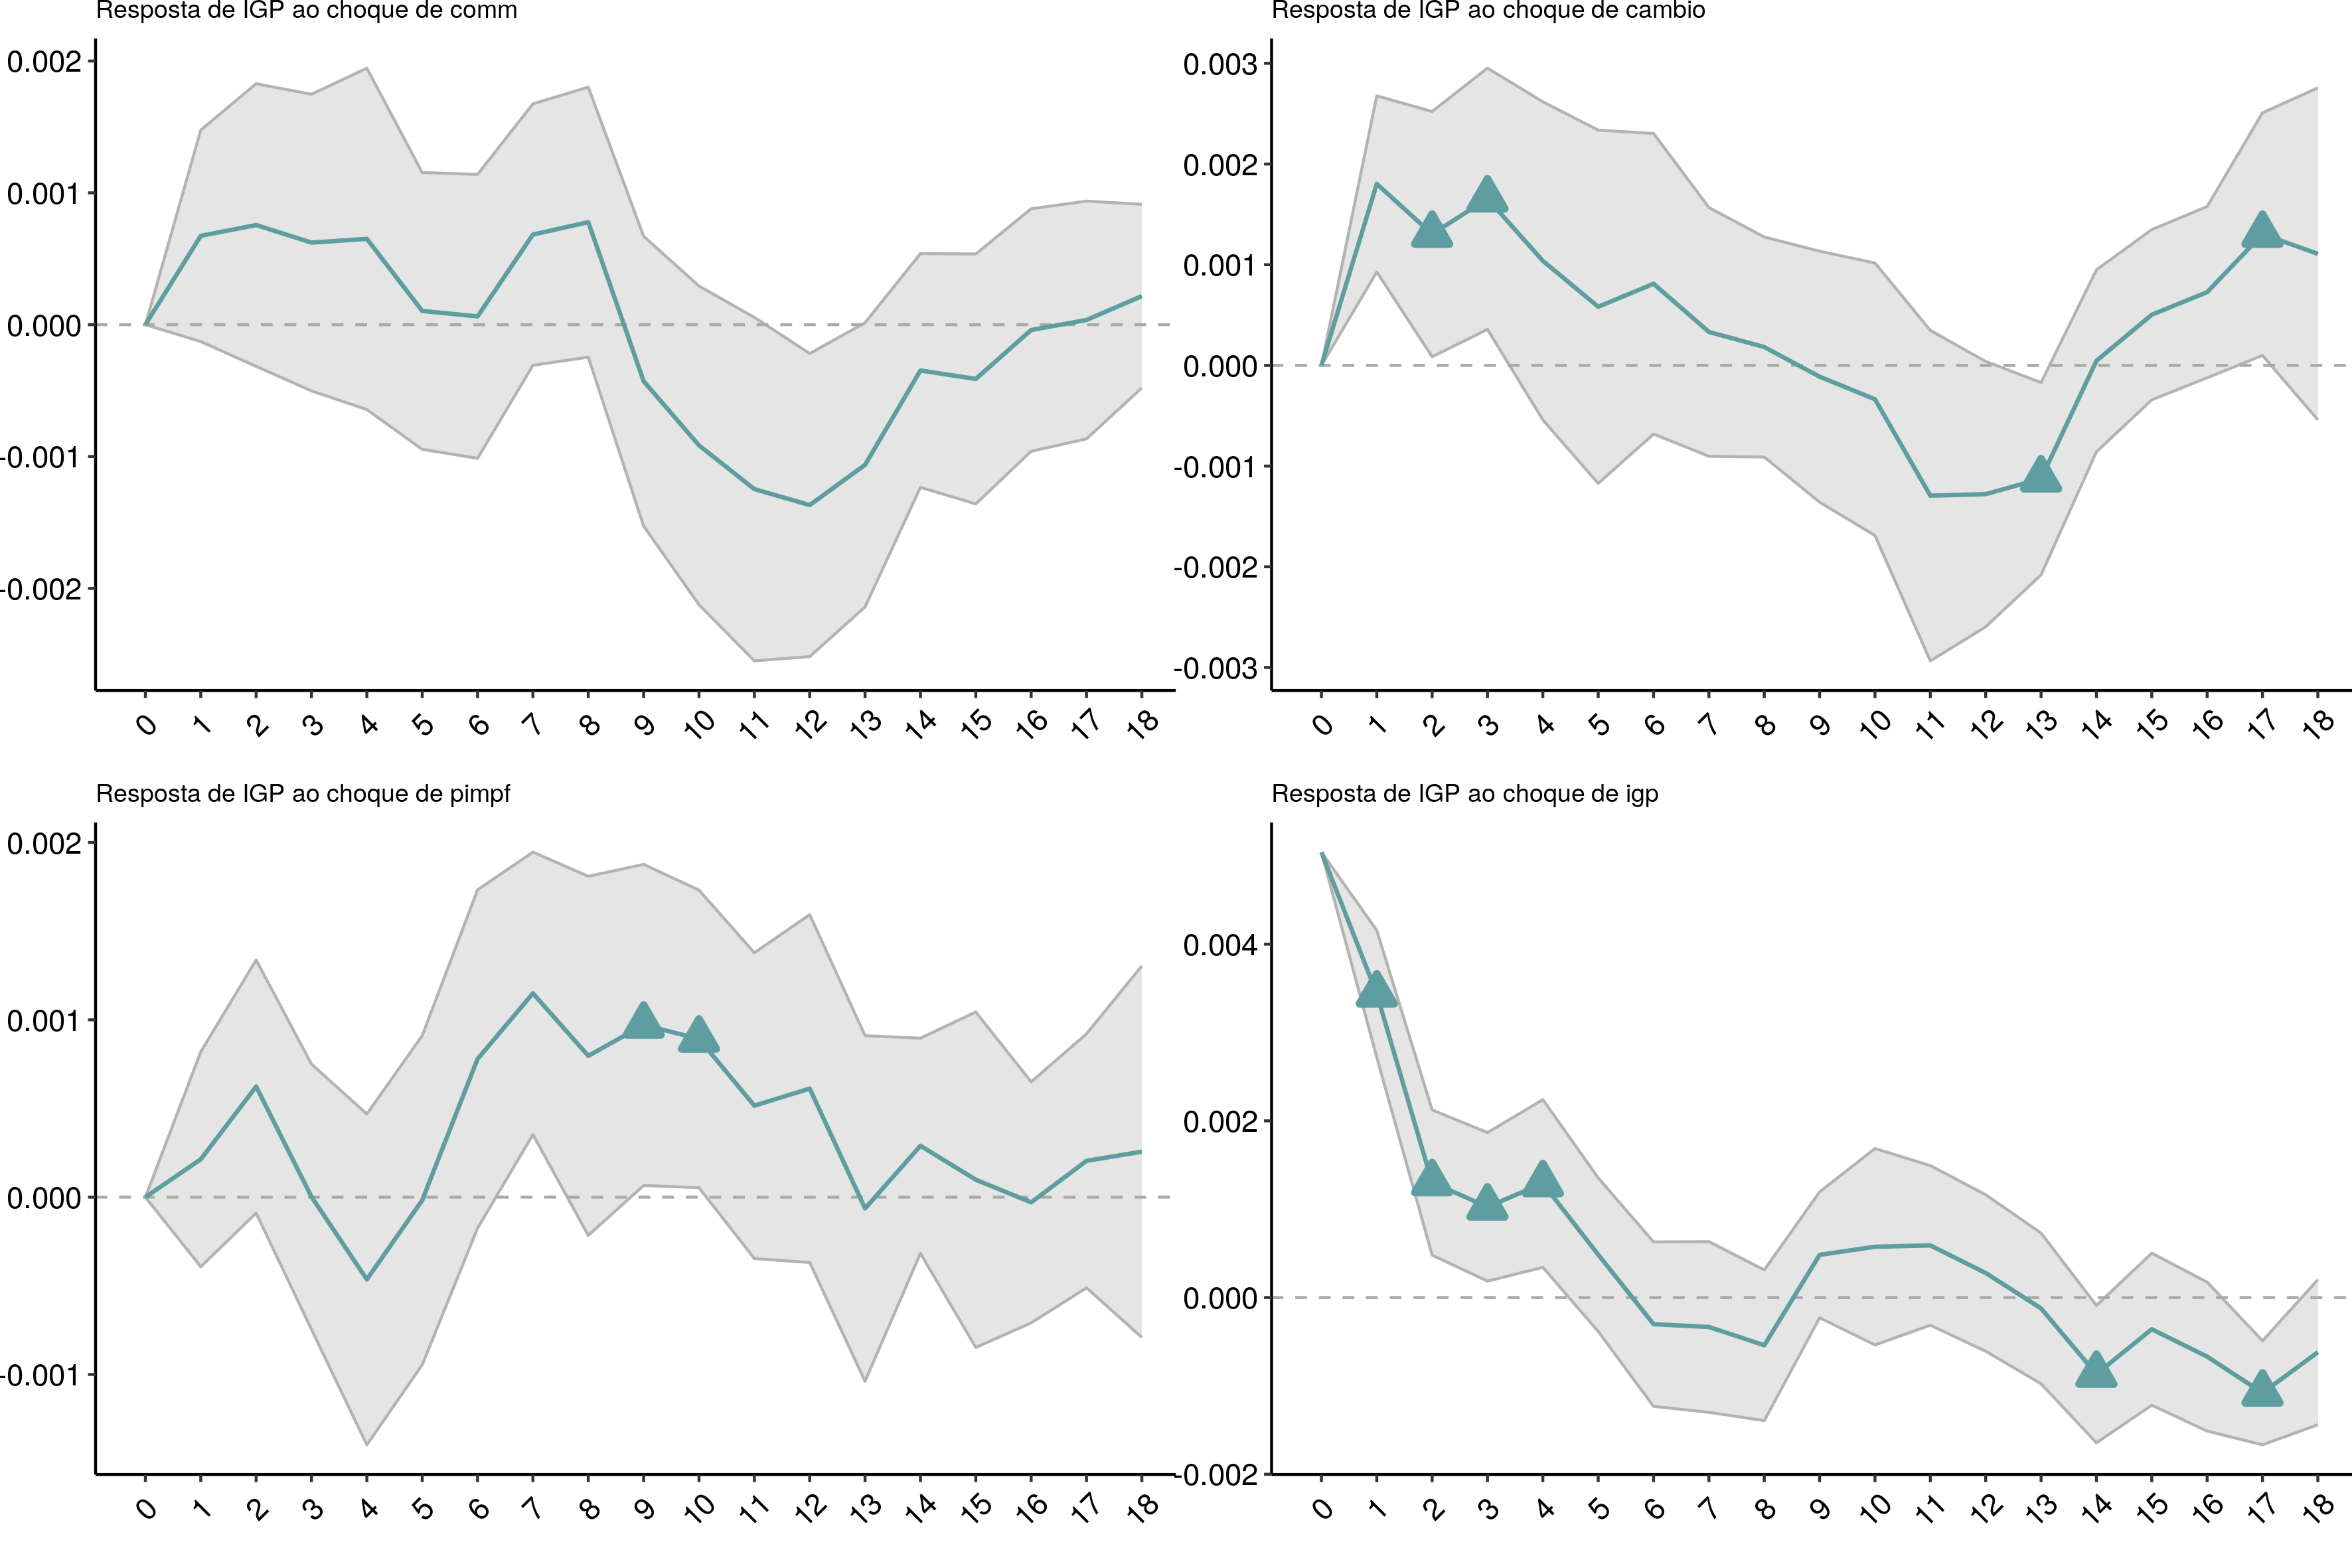 Resposta de IGP ao choque de comm
0.002
0.001
0.000
-0.001
-0.002
0 1 2 3 4 5 6 7 8 9 10 11 12 13 14 15 16 17 18
Resposta de IGP ao choque de cambio
0.003
0.002
0.001
0.000
-0.001
-0.002
-0.003
0 1 2 3 4 5 6 7 8 9 10 11 12 13 14 15 16 17 18
Resposta de IGP ao choque de pimpf
0.002
0.001
0.000
-0.001
0 1 2 3 4 5 6 7 8 9 10 11 12 13 14 15 16 17 18
Resposta de IGP ao choque de igp
0.004
0.002
0.000
-0.002
0 1 2 3 4 5 6 7 8 9 10 11 12 13 14 15 16 17 18